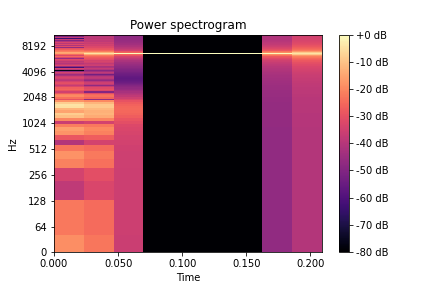 Power spectrogram
8192
4096
2048
1024
512
256
128
64
0
Hz
0.000 0.050 0.100 0.150 0.200
Time
+0 dB
-10 dB
-20 dB
-30 dB
-40 dB
-50 dB
-60 dB
-70 dB
-80 dB